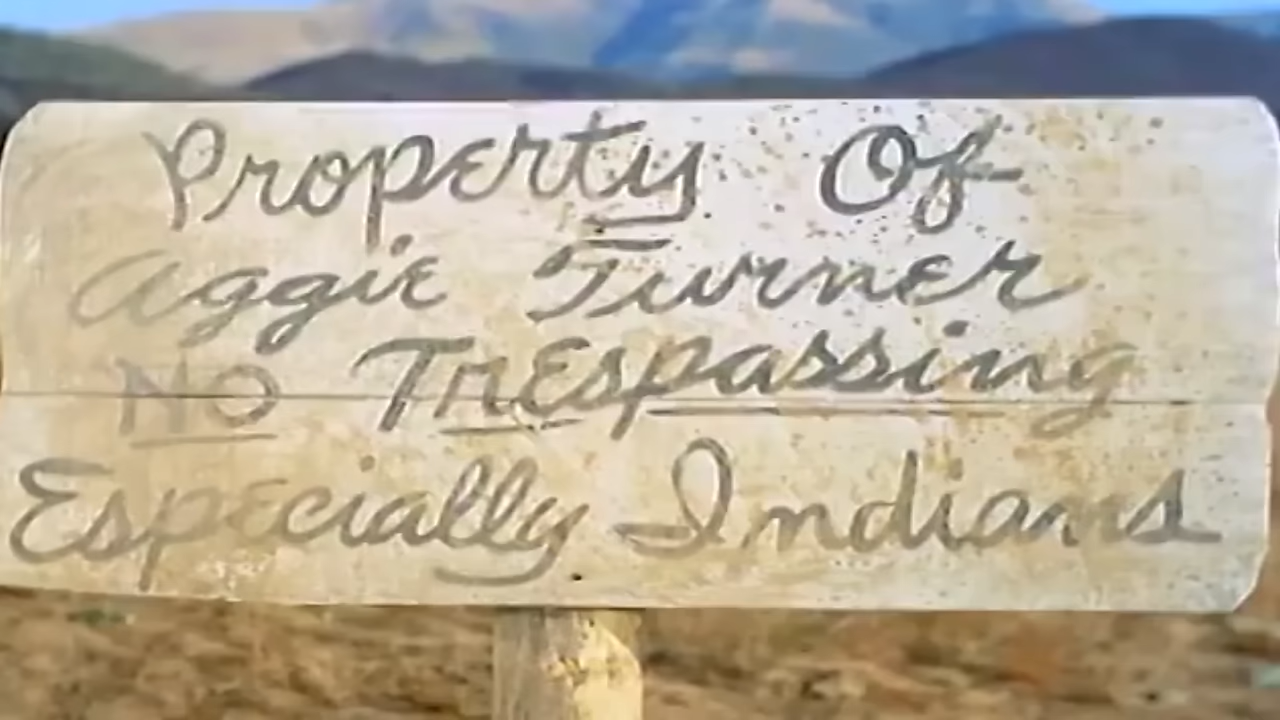 Property Of
Aggie Turner
NO Trespassing
Especially Indians